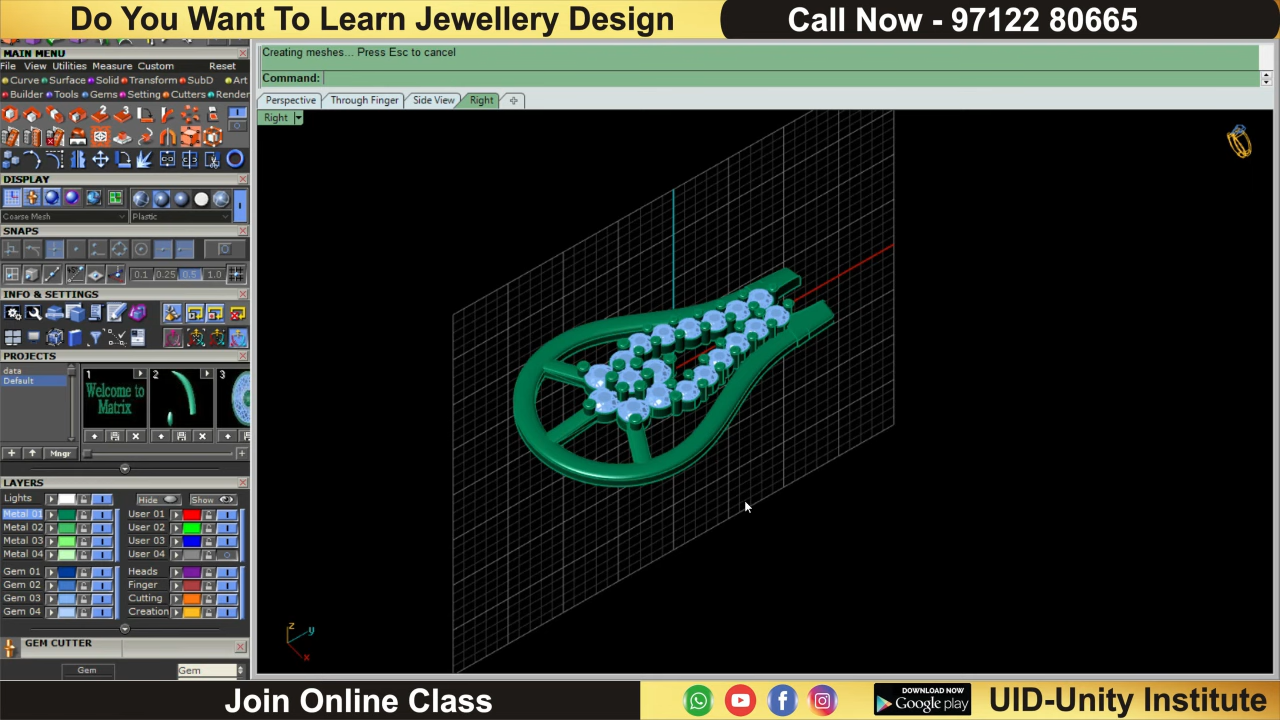 Do You Want To Learn Jewellery Design
Call Now - 97122 80665
MAIN MENU
File View Utilities Measure Custom Reset
Curve Surface Solid Transform SubD Art
Builder Tools Gems Setting Cutters Render
DISPLAY
Coarse Mesh Plastic
SNAPS
0.1 0.25 0.5 1.0
INFO & SETTINGS
PROJECTS
data
Default
1 2 3
Welcome to
Matrix
Mngr
LAYERS
Lights Hide Show
Metal 01 User 01
Metal 02 User 02
Metal 03 User 03
Metal 04 User 04
Gem 01 Heads
Gem 02 Finger
Gem 03 Cutting
Gem 04 Creation
GEM CUTTER
Gem Gem
Creating meshes... Press Esc to cancel
Command:
Perspective Through Finger Side View Right
Right
z
y
x
Join Online Class
DOWNLOAD NOW
Google play
UID-Unity Institute